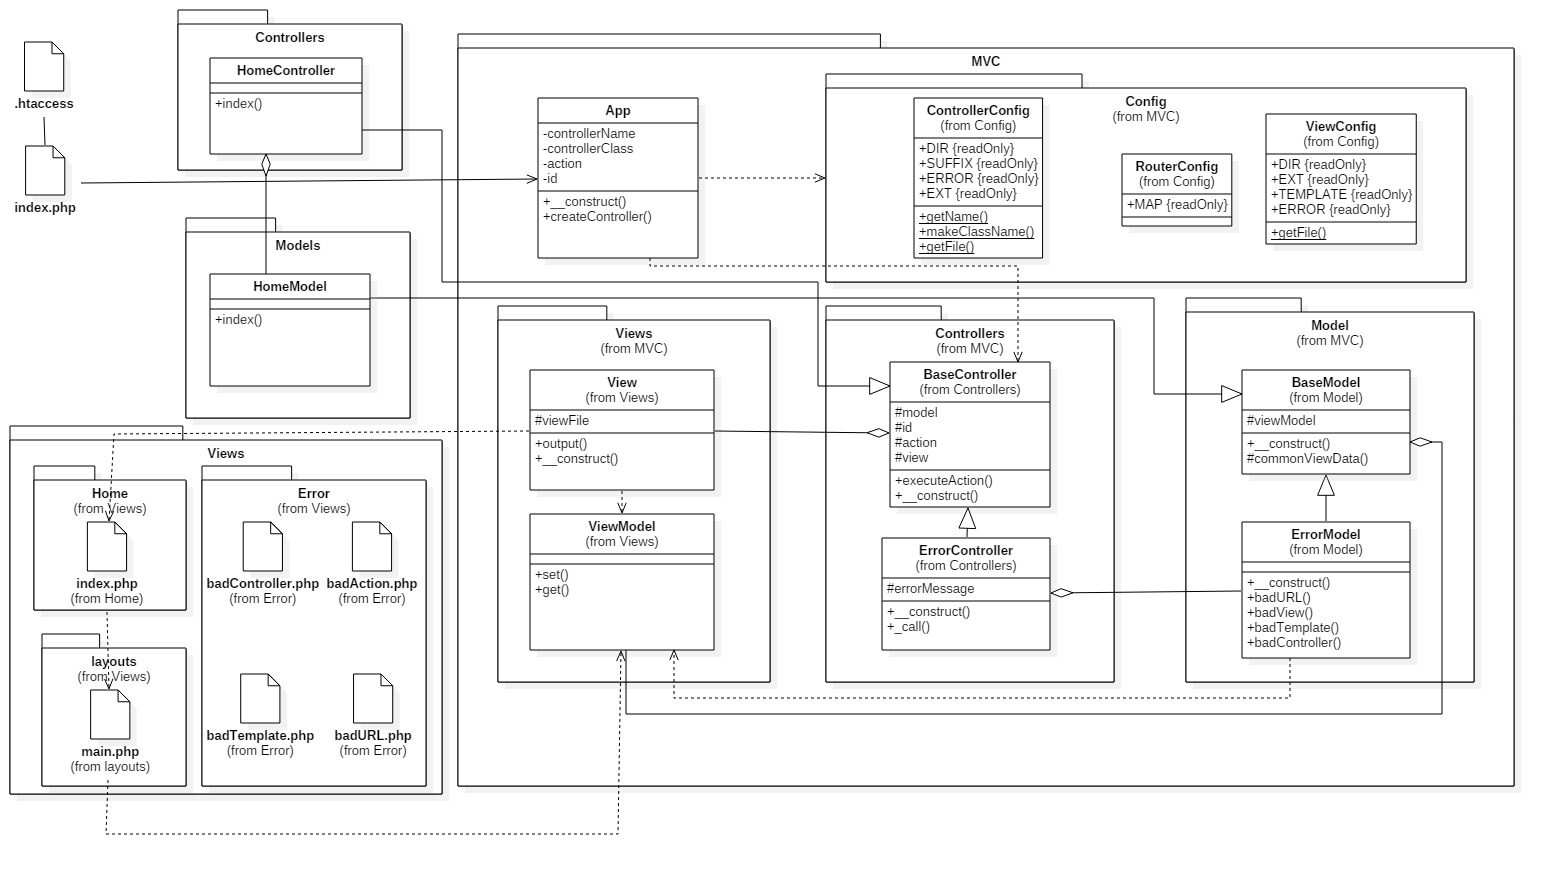 .htaccess
index.php
Controllers
HomeController
+index()
Models
HomeModel
+index()
MVC
App
-controllerName
-controllerClass
-action
-id
+__construct()
+createController()
Config
(from MVC)
ControllerConfig
(from Config)
+DIR {readOnly}
+SUFFIX {readOnly}
+ERROR {readOnly}
+EXT {readOnly}
+getName()
+makeClassName()
+getFile()
RouterConfig
(from Config)
+MAP {readOnly}
ViewConfig
(from Config)
+DIR {readOnly}
+EXT {readOnly}
+TEMPLATE {readOnly}
+ERROR {readOnly}
+getFile()
Views
(from MVC)
View
(from Views)
#viewFile
+output()
+__construct()
ViewModel
(from Views)
+set()
+get()
Controllers
(from MVC)
BaseController
(from Controllers)
#model
#id
#action
#view
+executeAction()
+__construct()
ErrorController
(from Controllers)
#errorMessage
+__construct()
+_call()
Model
(from MVC)
BaseModel
(from Model)
#viewModel
+__construct()
#commonViewData()
ErrorModel
(from Model)
+__construct()
+badURL()
+badView()
+badTemplate()
+badController()
Views
Home
(from Views)
index.php
(from Home)
layouts
(from Views)
main.php
(from layouts)
Error
(from Views)
badController.php
(from Error)
badAction.php
(from Error)
badTemplate.php
(from Error)
badURL.php
(from Error)